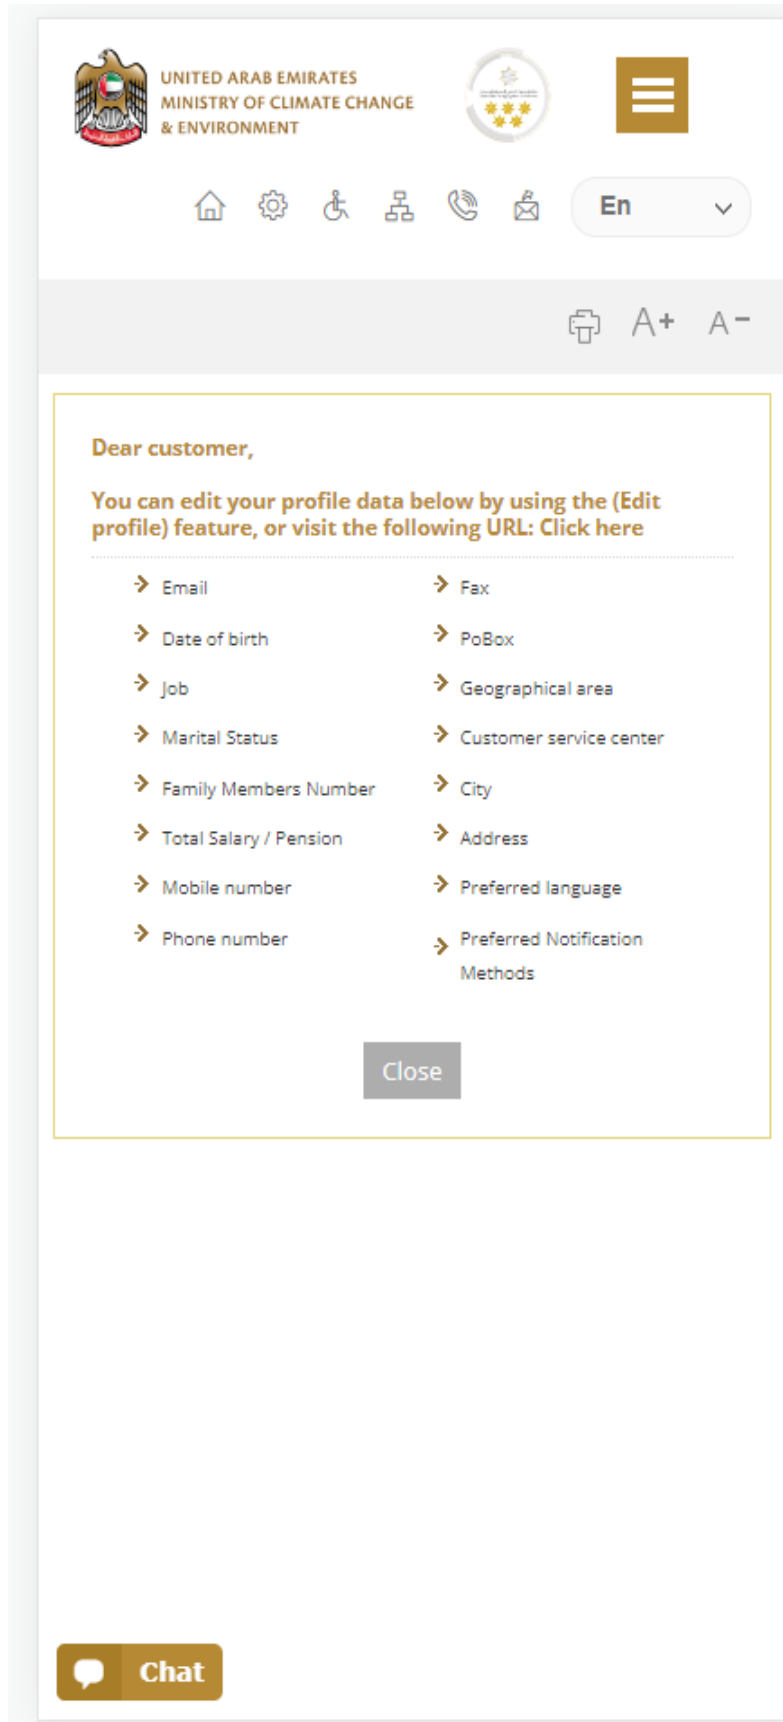 UNITED ARAB EMIRATES
MINISTRY OF CLIMATE CHANGE
& ENVIRONMENT
En
A+
A-
Dear customer,
You can edit your profile data below by using the (Edit
profile) feature, or visit the following URL: Click here
Email
Date of birth
Job
Marital Status
Family Members Number
Total Salary / Pension
Mobile number
Phone number
Fax
PoBox
Geographical area
Customer service center
City
Address
Preferred language
Preferred Notification
Methods
Close
Chat